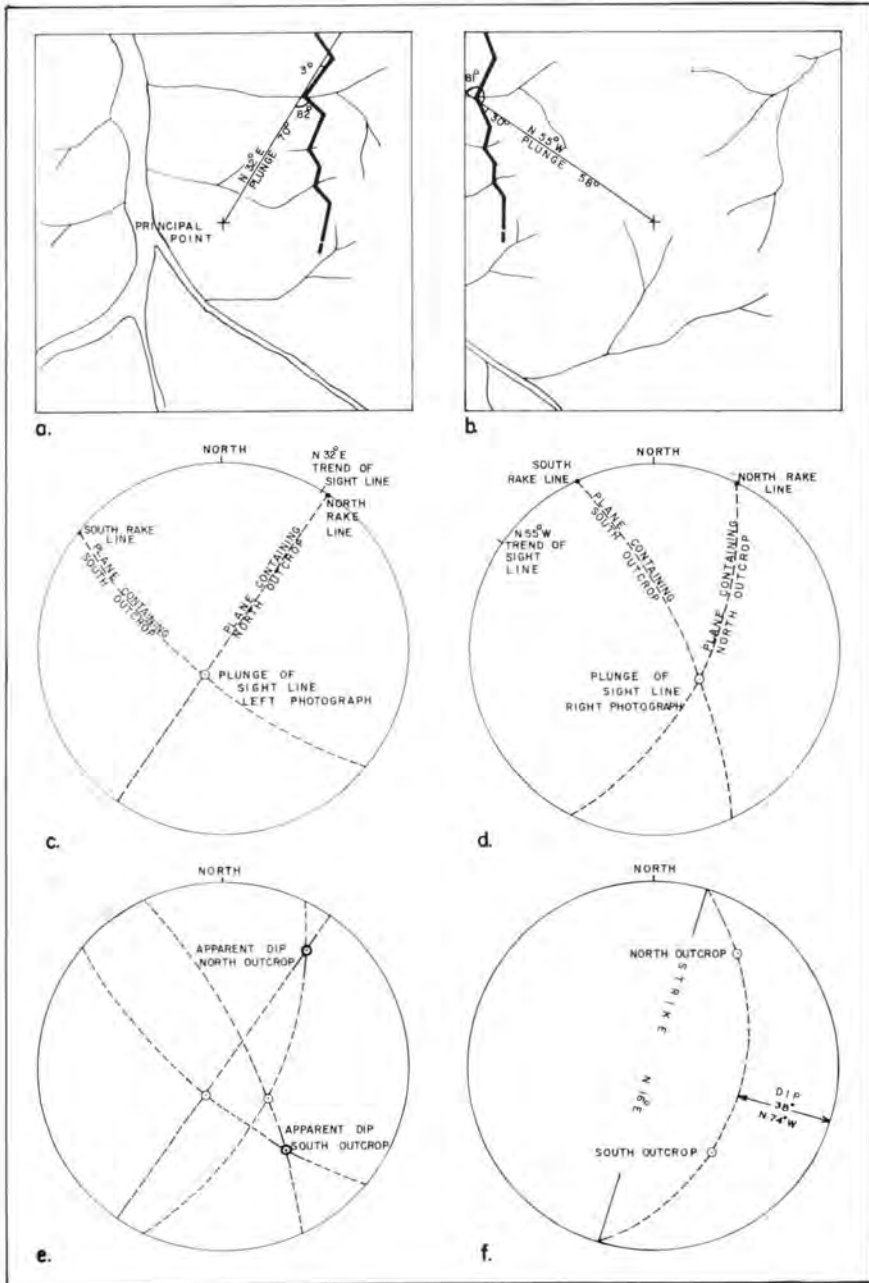 3°
82°
70°
N 32° E
PLUNGE
PRINCIPAL
POINT
a.
81°
30°
N 55° W
PLUNGE
58°
b.
NORTH
N 32° E
TREND OF
SIGHT LINE
NORTH
RAKE
LINE
SOUTH RAKE
LINE
PLANE CONTAINING
SOUTH OUTCROP
PLANE CONTAINING
NORTH OUTCROP
PLUNGE OF
SIGHT LINE
LEFT PHOTOGRAPH
c.
SOUTH
RAKE LINE
NORTH
NORTH RAKE
LINE
N 55° W
TREND OF
SIGHT
LINE
PLANE CONTAINING
SOUTH OUTCROP
PLANE CONTAINING
NORTH OUTCROP
PLUNGE OF
SIGHT LINE
RIGHT PHOTOGRAPH
d.
NORTH
APPARENT DIP
NORTH OUTCROP
APPARENT DIP
SOUTH OUTCROP
e.
NORTH
NORTH OUTCROP
STRIKE
N 16° E
DIP
38°
N 74° W
SOUTH OUTCROP
f.